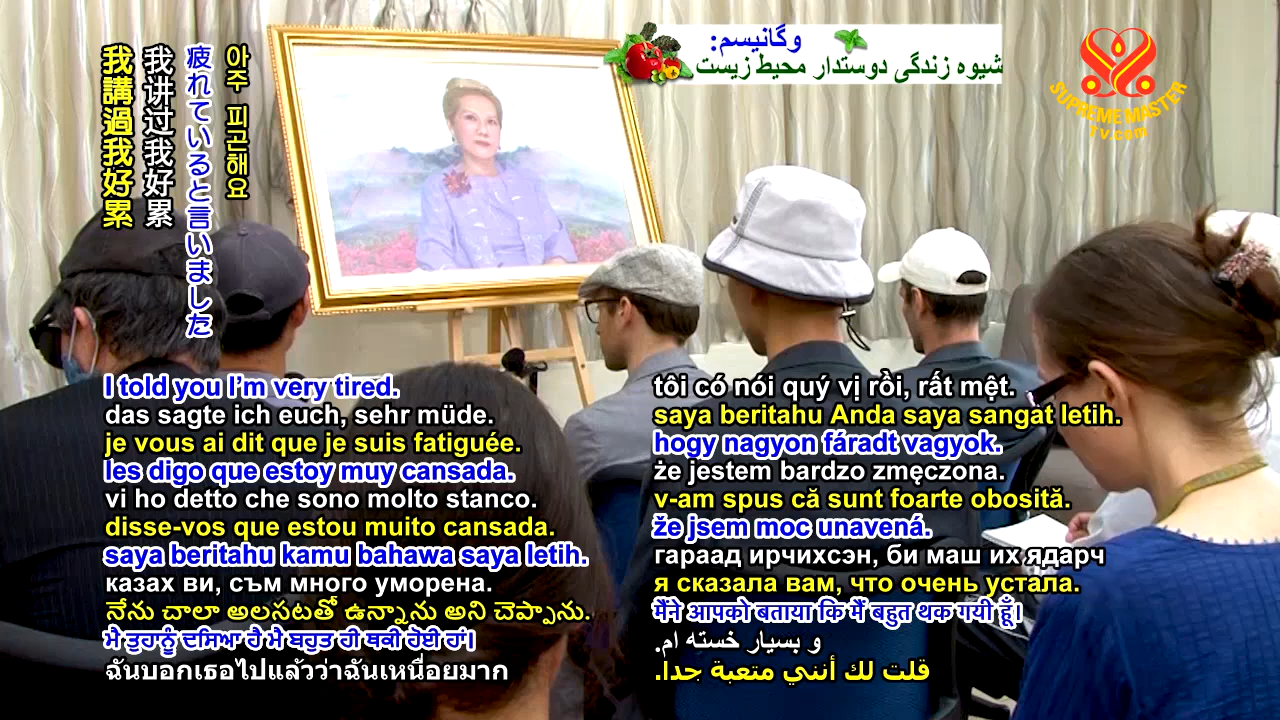 وگانیسم:
شیوه زندگی دوستدار محیط زیست
SUPREME MASTER
TV.com
아주 피곤해요
疲れていると言いました
我讲过我好累
我講過我好累
I told you I'm very tired.
das sagte ich euch, sehr müde.
je vous ai dit que je suis fatiguée.
les digo que estoy muy cansada.
vi ho detto che sono molto stanco.
disse-vos que estou muito cansada.
saya beritahu kamu bahawa saya letih.
казах ви, съм много уморена.
నేను చాలా అలసటతో ఉన్నాను అని చెప్పాను.
ਮੈ ਤੁਹਾਨੂੰ ਦਸਿਆ ਹੈ ਮੈ ਬਹੁਤ ਹੀ ਥਕੀ ਹੋਈ ਹਾਂ।
ฉันบอกเธอไปแล้วว่าฉันเหนื่อยมาก
tôi có nói quý vị rồi, rất mệt.
saya beritahu Anda saya sangat letih.
hogy nagyon fáradt vagyok.
że jestem bardzo zmęczona.
v-am spus că sunt foarte obosită.
že jsem moc unavená.
гараад ирчихсэн, би маш их ядарч
я сказала вам, что очень устала.
मैंने आपको बताया कि मैं बहुत थक गयी हूँ।
و بسیار خسته ام.
قلت لك أنني متعبة جدا.